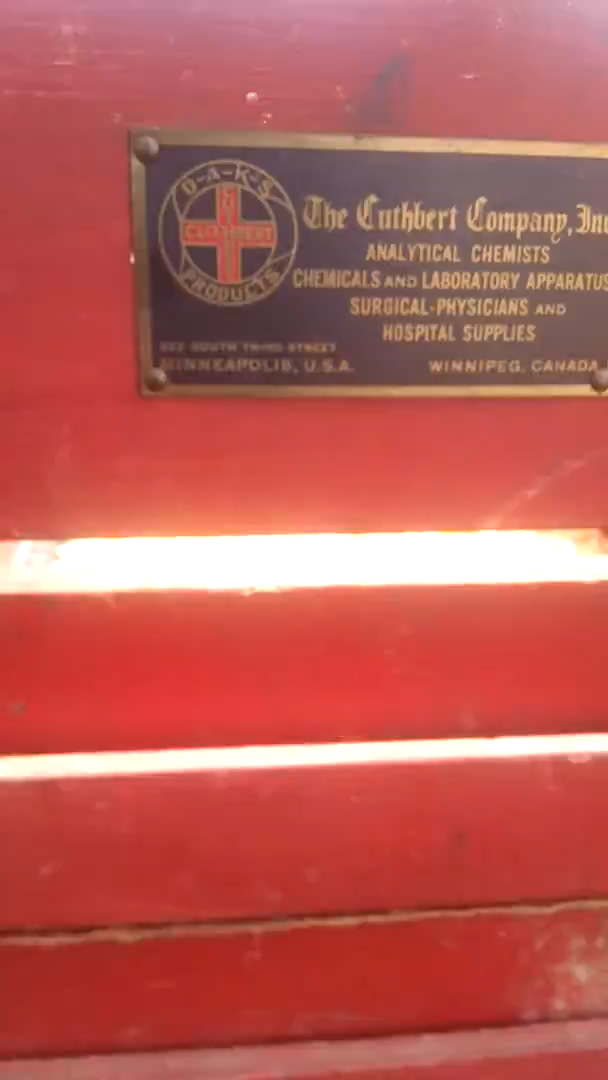 D-A-K-S
CUTHBERT
PRODUCTS
The Cuthbert Company, Inc
ANALYTICAL CHEMISTS
CHEMICALS AND LABORATORY APPARATUS
SURGICAL-PHYSICIANS AND
HOSPITAL SUPPLIES
SOUTH THIRD STREET
MINNEAPOLIS, U.S.A.
WINNIPEG, CANADA